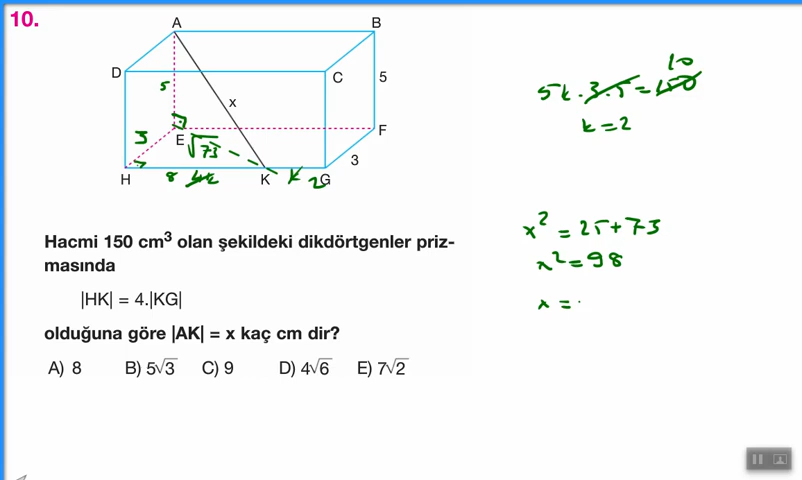 10.
A B
D C 5
5 x
E F
3 √73 3
H 8 4k K k 2 G
5k . 3.5 = 150 10
k = 2
x² = 25 + 73
x² = 98
x =
Hacmi 150 cm³ olan şekildeki dikdörtgenler priz-
masında
|HK| = 4.|KG|
olduğuna göre |AK| = x kaç cm dir?
A) 8 B) 5√3 C) 9 D) 4√6 E) 7√2